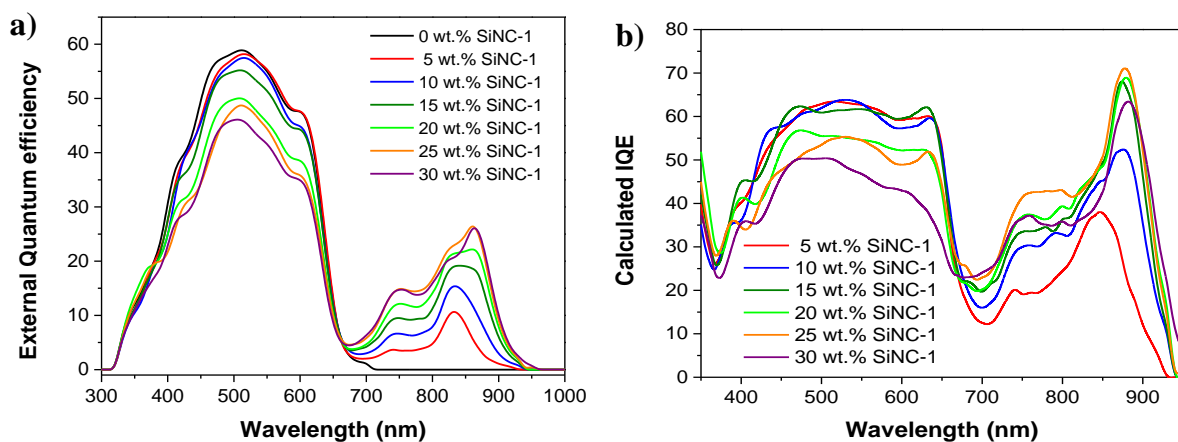 a)
External Quantum efficiency
60
50
40
30
20
10
0
300 400 500 600 700 800 900 1000
Wavelength (nm)
0 wt.% SiNC-1
5 wt.% SiNC-1
10 wt.% SiNC-1
15 wt.% SiNC-1
20 wt.% SiNC-1
25 wt.% SiNC-1
30 wt.% SiNC-1
b)
Calculated IQE
80
70
60
50
40
30
20
10
00
400 500 600 700 800 900
Wavelength (nm)
5 wt.% SiNC-1
10 wt.% SiNC-1
15 wt.% SiNC-1
20 wt.% SiNC-1
25 wt.% SiNC-1
30 wt.% SiNC-1